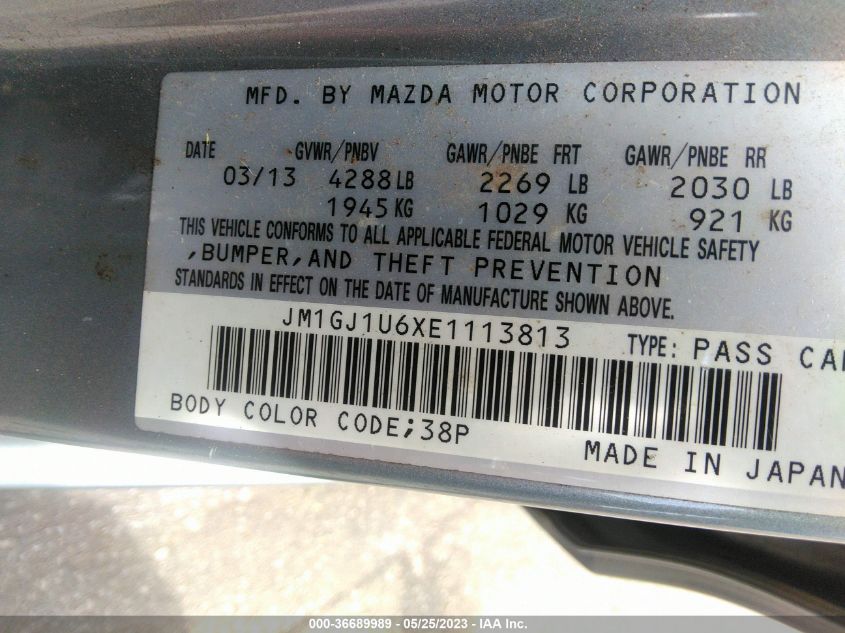 MFD. BY MAZDA MOTOR CORPORATION
DATE GVWR/PNBV GAWR/PNBE FRT GAWR/PNBE RR
03/13 4288 LB 2269 LB 2030 LB
1945 KG 1029 KG 921 KG
THIS VEHICLE CONFORMS TO ALL APPLICABLE FEDERAL MOTOR VEHICLE SAFETY
,BUMPER,AND THEFT PREVENTION
STANDARDS IN EFFECT ON THE DATE OF MANUFACTURE SHOWN ABOVE.
JM1GJ1U6XE1113813 TYPE: PASS CAR
BODY COLOR CODE;38P
MADE IN JAPAN
000-36689989 - 05/25/2023 - IAA Inc.